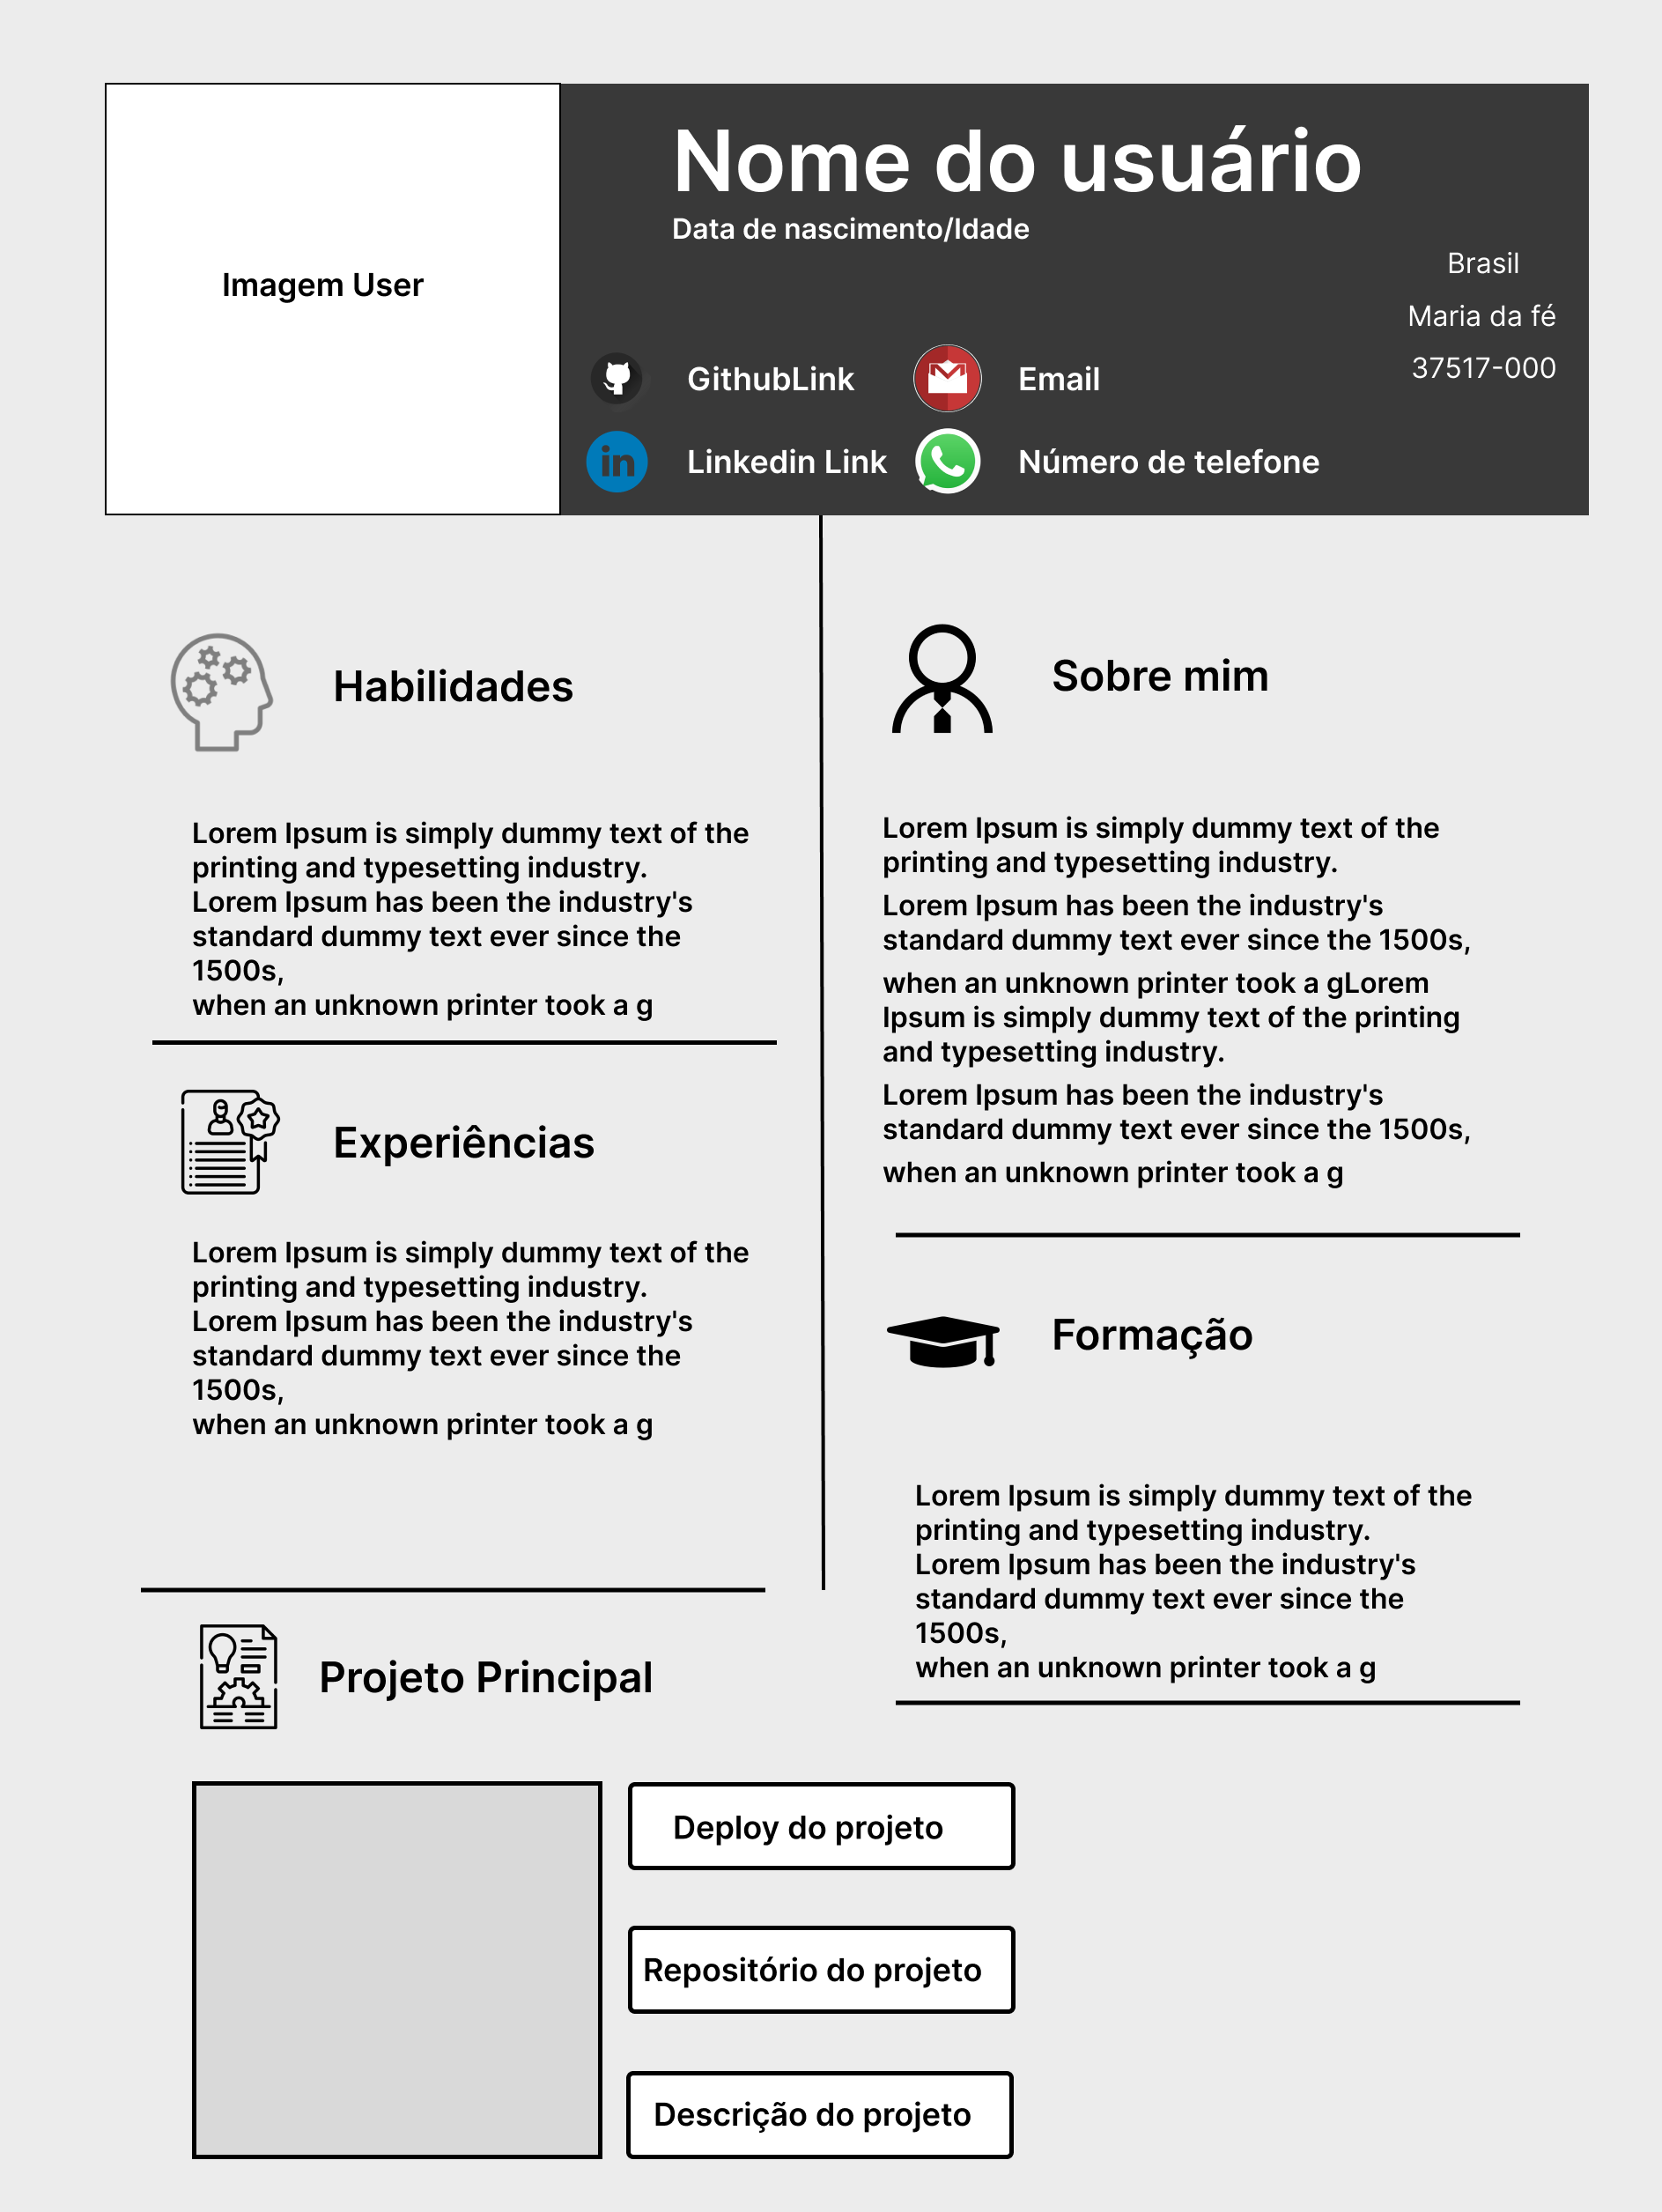 Imagem User
Nome do usuário
Data de nascimento/Idade
Brasil
Maria da fé
37517-000
GithubLink
Email
in
Linkedin Link
Número de telefone
Habilidades
Lorem Ipsum is simply dummy text of the
printing and typesetting industry.
Lorem Ipsum has been the industry's
standard dummy text ever since the
1500s,
when an unknown printer took a g
Experiências
Lorem Ipsum is simply dummy text of the
printing and typesetting industry.
Lorem Ipsum has been the industry's
standard dummy text ever since the
1500s,
when an unknown printer took a g
Sobre mim
Lorem Ipsum is simply dummy text of the
printing and typesetting industry.
Lorem Ipsum has been the industry's
standard dummy text ever since the 1500s,
when an unknown printer took a gLorem
Ipsum is simply dummy text of the printing
and typesetting industry.
Lorem Ipsum has been the industry's
standard dummy text ever since the 1500s,
when an unknown printer took a g
Formação
Lorem Ipsum is simply dummy text of the
printing and typesetting industry.
Lorem Ipsum has been the industry's
standard dummy text ever since the
1500s,
when an unknown printer took a g
Projeto Principal
Deploy do projeto
Repositório do projeto
Descrição do projeto